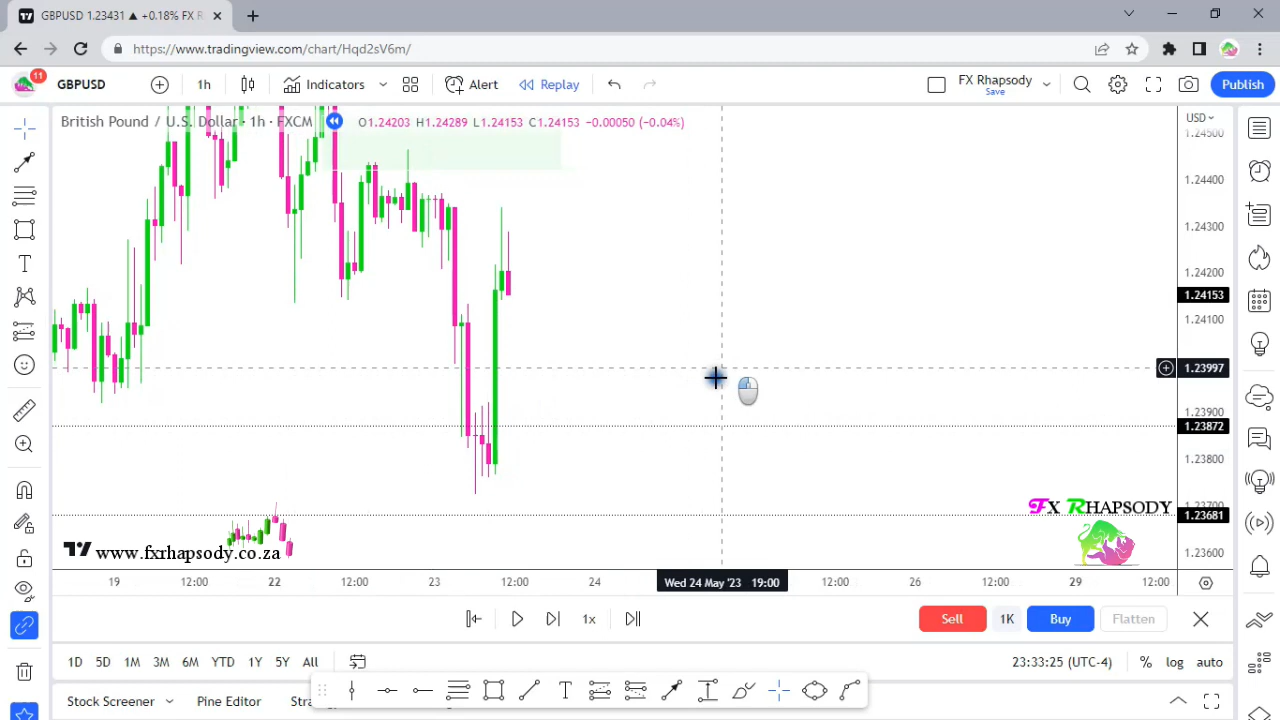 GBPUSD 1.23431 ▲ +0.18% FX R
https://www.tradingview.com/chart/Hqd2sV6m/
11
GBPUSD
1h
Indicators
Alert
Replay
FX Rhapsody
Save
Publish
British Pound / U.S. Dollar · 1h · FXCM
O1.24203 H1.24289 L1.24153 C1.24153 -0.00050 (-0.04%)
USD
1.24500
1.24400
1.24300
1.24200
1.24153
1.24100
1.23997
1.23900
1.23872
1.23800
1.23700
1.23681
1.23600
FX RHAPSODY
www.fxrhapsody.co.za
19
12:00
22
12:00
23
12:00
24
Wed 24 May '23 19:00
12:00
26
12:00
29
12:00
1x
Sell
1K
Buy
Flatten
1D
5D
1M
3M
6M
YTD
1Y
5Y
All
23:33:25 (UTC-4)
%
log
auto
Stock Screener
Pine Editor
Stra